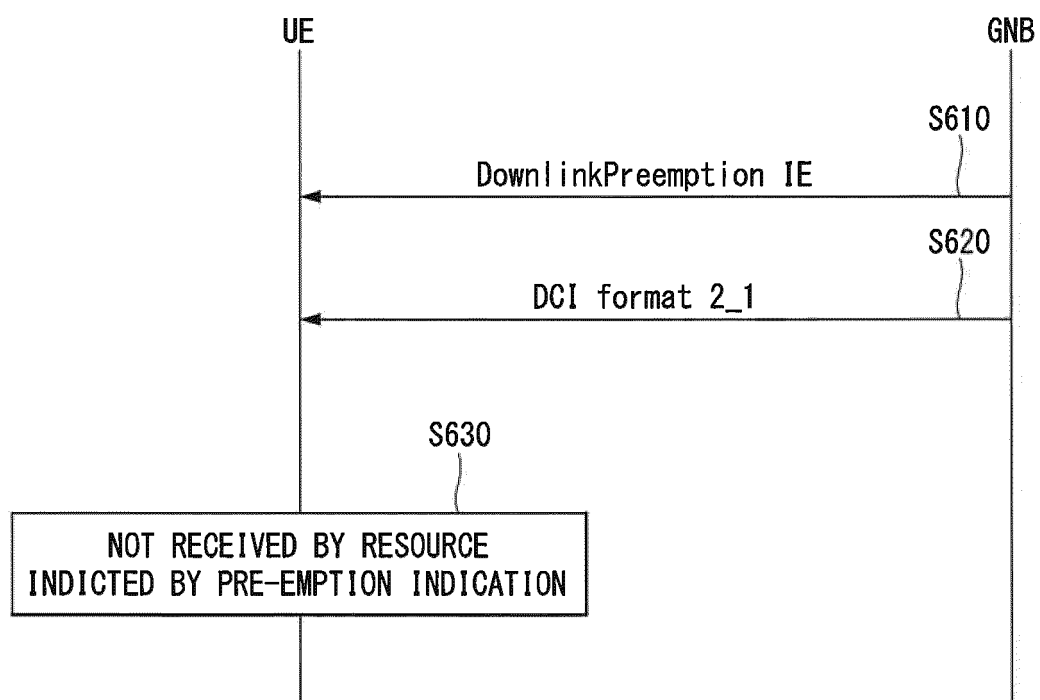 UE
GNB
S610
DownlinkPreemption IE
S620
DCI format 2_1
S630
NOT RECEIVED BY RESOURCE
INDICTED BY PRE-EMPTION INDICATION